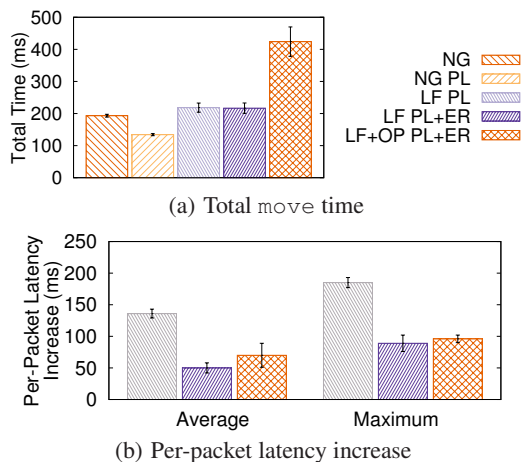 500
400
300
200
100
0
Total Time (ms)
NG
NG PL
LF PL
LF PL+ER
LF+OP PL+ER
(a) Total move time
250
200
150
100
50
0
Per-Packet Latency
Increase (ms)
Average Maximum
(b) Per-packet latency increase